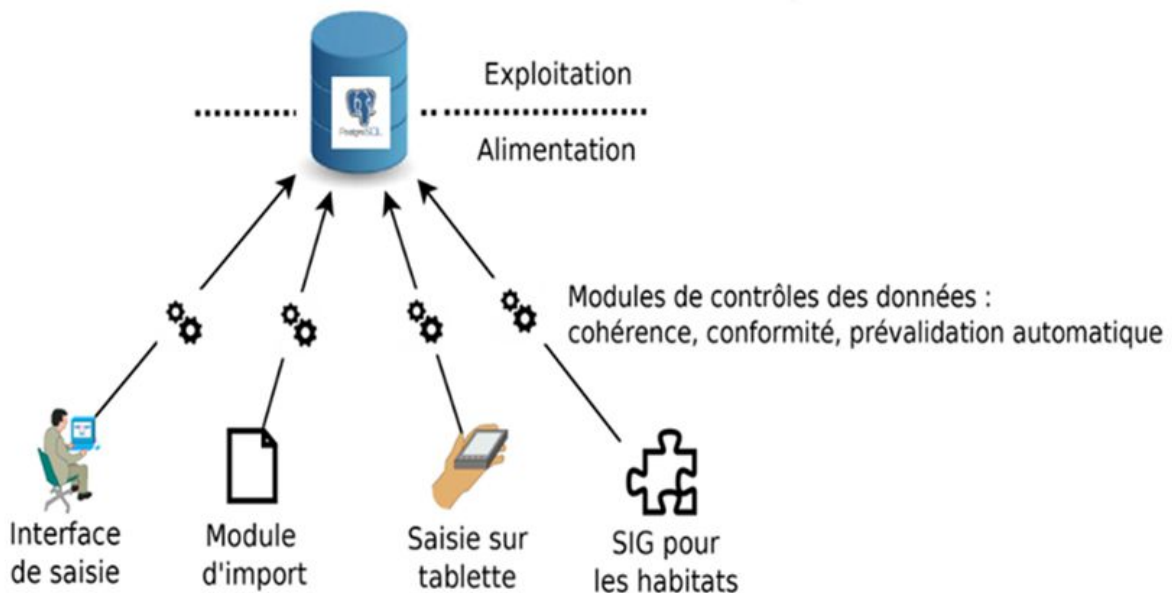 Exploitation
PostgreSQL
Alimentation
Modules de contrôles des données :
cohérence, conformité, prévalidation automatique
Interface
de saisie
Module
d'import
Saisie sur
tablette
SIG pour
les habitats